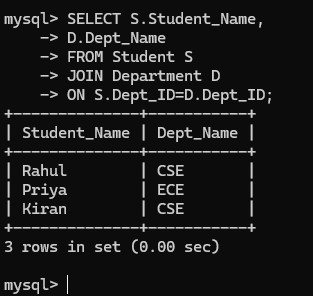 mysql> SELECT S.Student_Name,
    -> D.Dept_Name
    -> FROM Student S
    -> JOIN Department D
    -> ON S.Dept_ID=D.Dept_ID;
+--------------+-----------+
| Student_Name | Dept_Name |
+--------------+-----------+
| Rahul        | CSE       |
| Priya        | ECE       |
| Kiran        | CSE       |
+--------------+-----------+
3 rows in set (0.00 sec)

mysql>